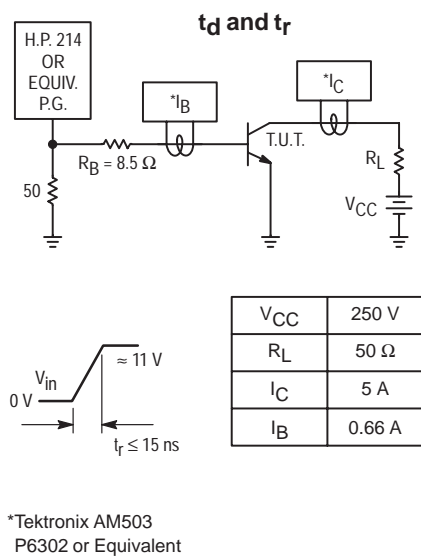 t_d and t_r
H.P. 214
OR
EQUIV.
P.G.
*I_B
*I_C
T.U.T.
R_B = 8.5 Ω
50
R_L
V_CC
V_in
0 V
≈ 11 V
t_r ≤ 15 ns
V_CC 250 V
R_L 50 Ω
I_C 5 A
I_B 0.66 A
*Tektronix AM503
P6302 or Equivalent